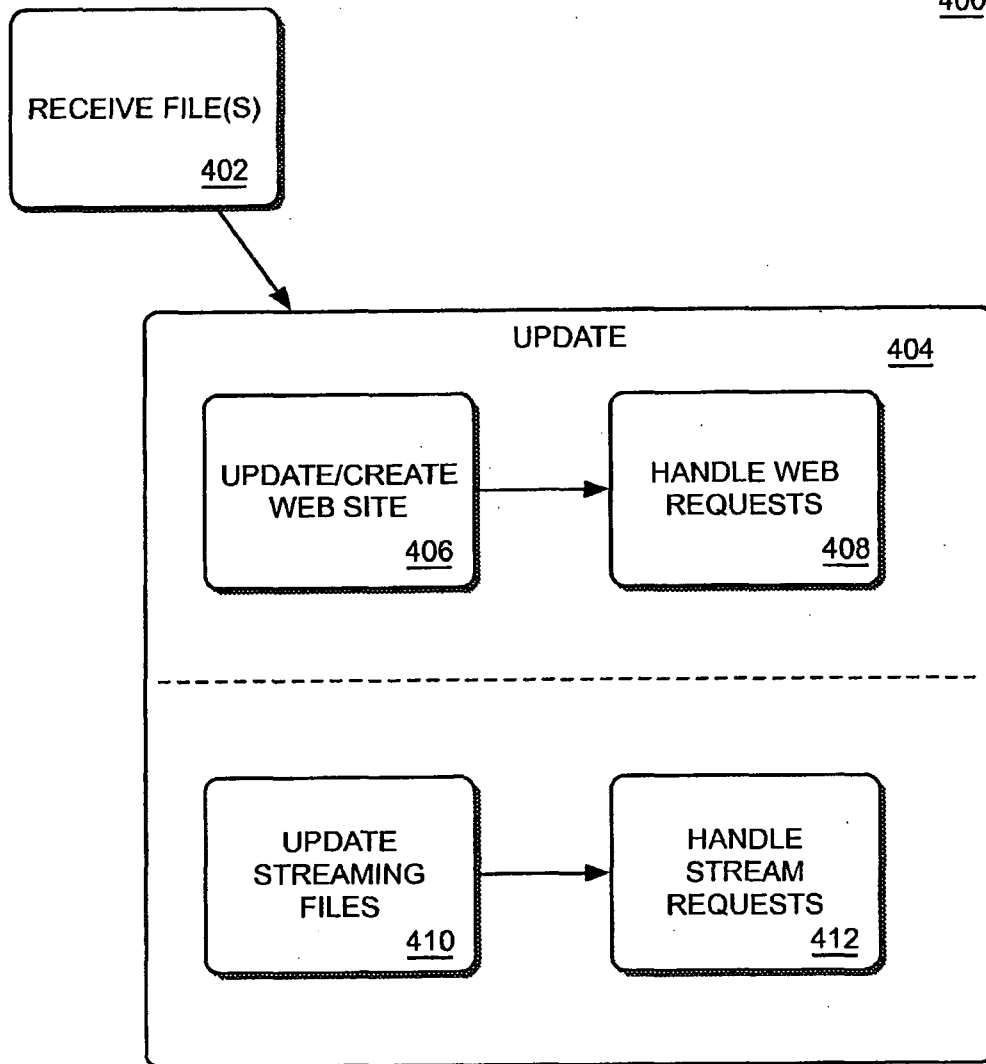 400
RECEIVE FILE(S)
402
UPDATE
404
UPDATE/CREATE
WEB SITE
406
HANDLE WEB
REQUESTS
408
UPDATE
STREAMING
FILES
410
HANDLE
STREAM
REQUESTS
412